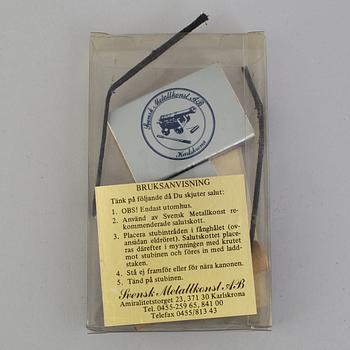 Svensk Metallkonst AB
Karlskrona
BRUKSANVISNING
Tänk på följande då Du skjuter salut:
1. OBS! Endast utomhus.
2. Använd av Svensk Metallkonst re-
kommenderade salutskott.
3. Placera stubintråden i fånghålet (ov-
ansidan eldröret). Salutskottet place-
ras därefter i mynningen med krutet
mot stubinen och föres in med ladd-
staken.
4. Stå ej framför eller för nära kanonen.
5. Tänd på stubinen.
Svensk Metallkonst AB
Amiralitetstorget 23, 371 30 Karlskrona
Tel. 0455-259 65, 841 00
Telefax 0455/813 43